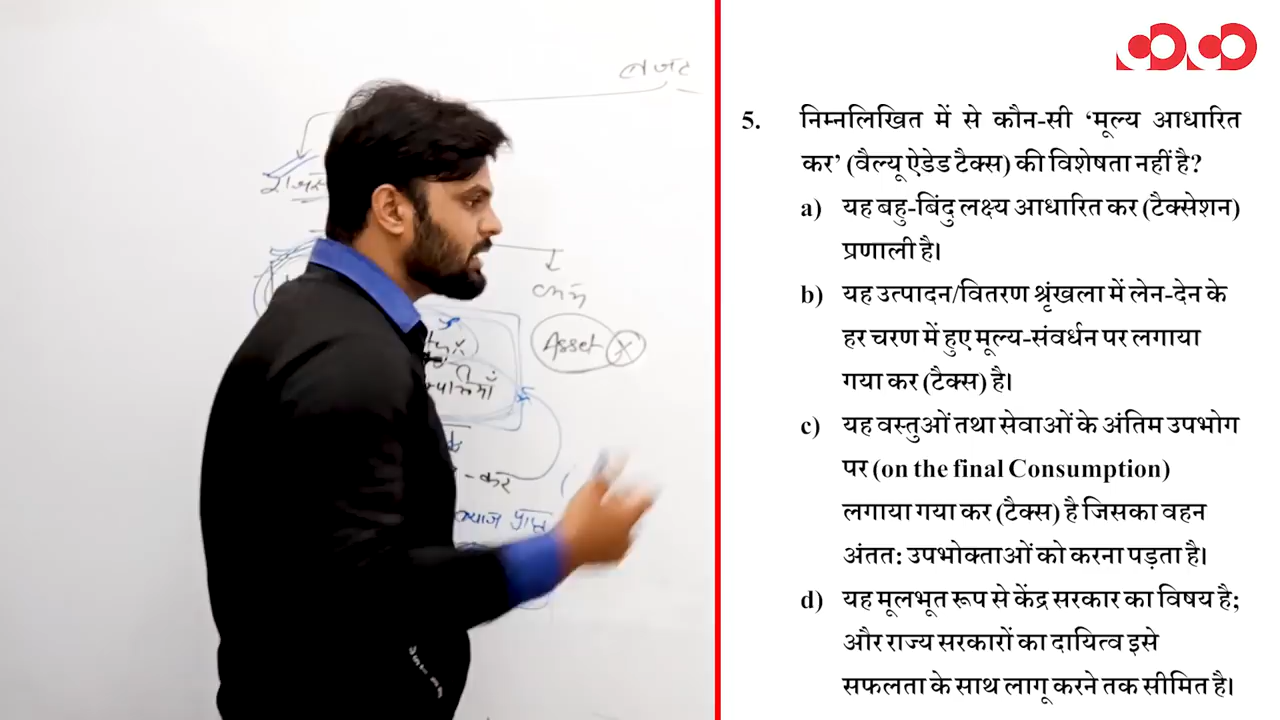 बजट
Asset X
- कर
ब्याज प्राप्त
5. निम्नलिखित में से कौन-सी ‘मूल्य आधारित
कर’ (वैल्यू ऐडेड टैक्स) की विशेषता नहीं है?
a) यह बहु-बिंदु लक्ष्य आधारित कर (टैक्सेशन)
प्रणाली है।
b) यह उत्पादन/वितरण श्रृंखला में लेन-देन के
हर चरण में हुए मूल्य-संवर्धन पर लगाया
गया कर (टैक्स) है।
c) यह वस्तुओं तथा सेवाओं के अंतिम उपभोग
पर (on the final Consumption)
लगाया गया कर (टैक्स) है जिसका वहन
अंतत: उपभोक्ताओं को करना पड़ता है।
d) यह मूलभूत रूप से केंद्र सरकार का विषय है;
और राज्य सरकारों का दायित्व इसे
सफलता के साथ लागू करने तक सीमित है।